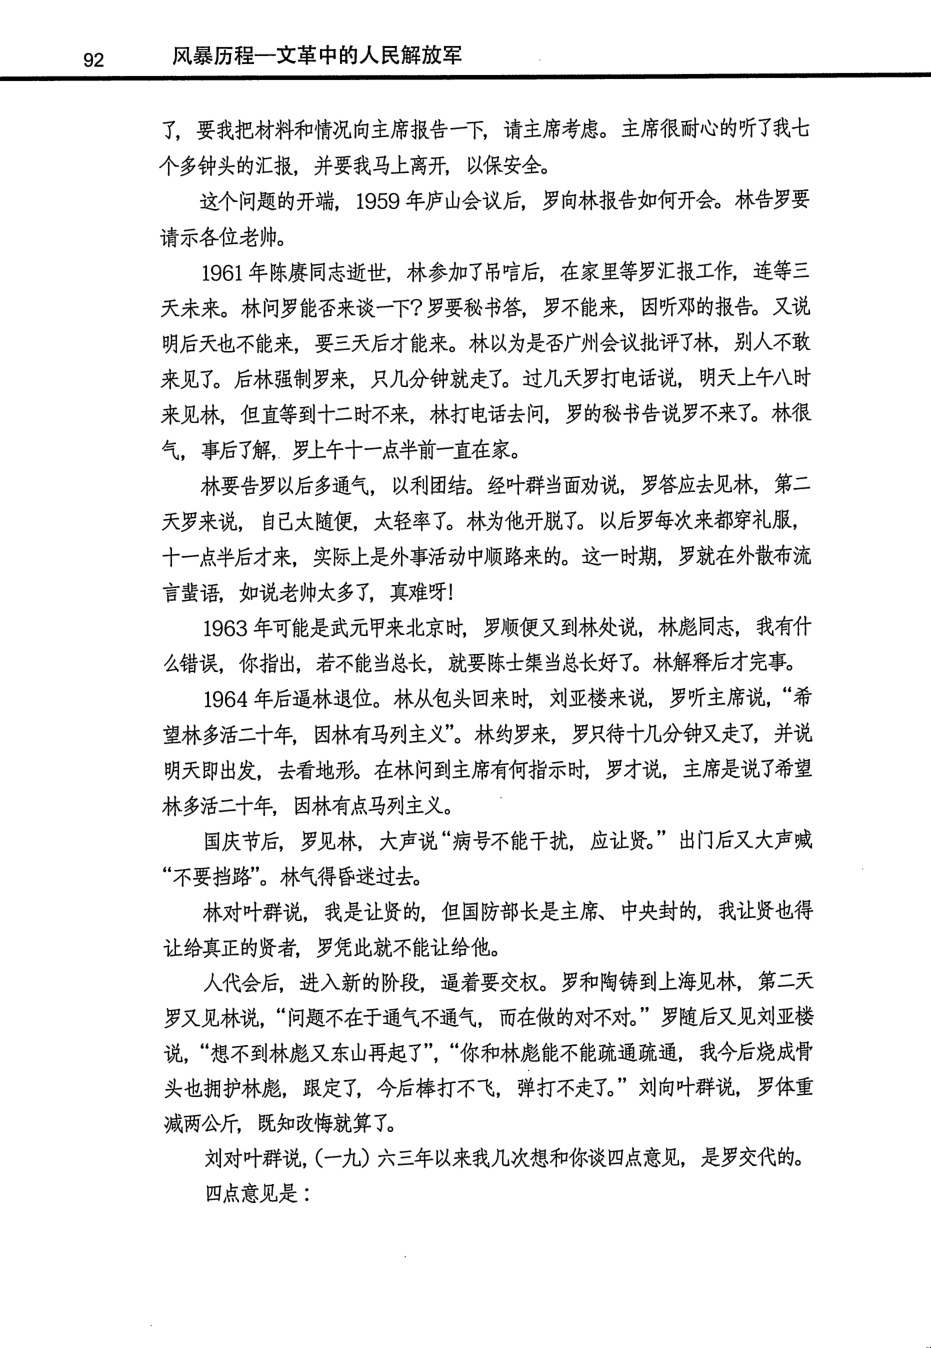 92 风暴历程—文革中的人民解放军
了，要我把材料和情况向主席报告一下，请主席考虑。主席很耐心的听了我七
个多钟头的汇报，并要我马上离开，以保安全。
这个问题的开端，1959 年庐山会议后，罗向林报告如何开会。林告罗要
请示各位老帅。
1961 年陈赓同志逝世，林参加了吊唁后，在家里等罗汇报工作，连等三
天未来。林问罗能否来谈一下？罗要秘书答，罗不能来，因听邓的报告。又说
明后天也不能来，要三天后才能来。林以为是否广州会议批评了林，别人不敢
来见了。后林强制罗来，只几分钟就走了。过几天罗打电话说，明天上午八时
来见林，但直等到十二时不来，林打电话去问，罗的秘书告说罗不来了。林很
气，事后了解，罗上午十一点半前一直在家。
林要告罗以后多通气，以利团结。经叶群当面劝说，罗答应去见林，第二
天罗来说，自己太随便，太轻率了。林为他开脱了。以后罗每次来都穿礼服，
十一点半后才来，实际上是外事活动中顺路来的。这一时期，罗就在外散布流
言蜚语，如说老帅太多了，真难呀！
1963 年可能是武元甲来北京时，罗顺便又到林处说，林彪同志，我有什
么错误，你指出，若不能当总长，就要陈士榘当总长好了。林解释后才完事。
1964 年后逼林退位。林从包头回来时，刘亚楼来说，罗听主席说，“希
望林多活二十年，因林有马列主义”。林约罗来，罗只待十几分钟又走了，并说
明天即出发，去看地形。在林问到主席有何指示时，罗才说，主席是说了希望
林多活二十年，因林有点马列主义。
国庆节后，罗见林，大声说“病号不能干扰，应让贤。”出门后又大声喊
“不要挡路”。林气得昏迷过去。
林对叶群说，我是让贤的，但国防部长是主席、中央封的，我让贤也得
让给真正的贤者，罗凭此就不能让给他。
人代会后，进入新的阶段，逼着要交权。罗和陶铸到上海见林，第二天
罗又见林说，“问题不在于通气不通气，而在做的对不对。”罗随后又见刘亚楼
说，“想不到林彪又东山再起了”，“你和林彪能不能疏通疏通，我今后烧成骨
头也拥护林彪，跟定了，今后棒打不飞，弹打不走了。”刘向叶群说，罗体重
减两公斤，既知改悔就算了。
刘对叶群说，（一九）六三年以来我几次想和你谈四点意见，是罗交代的。
四点意见是：